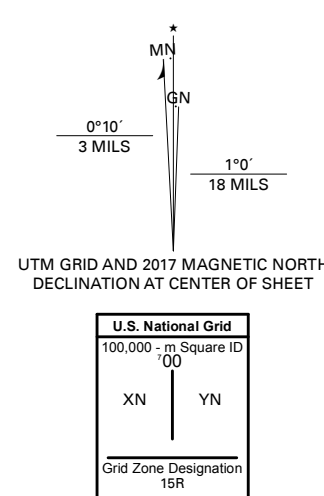 MN
GN
0°10´
3 MILS
1°0´
18 MILS
UTM GRID AND 2017 MAGNETIC NORTH
DECLINATION AT CENTER OF SHEET
U.S. National Grid
100,000 - m Square ID
⁷00
XN YN
Grid Zone Designation
15R